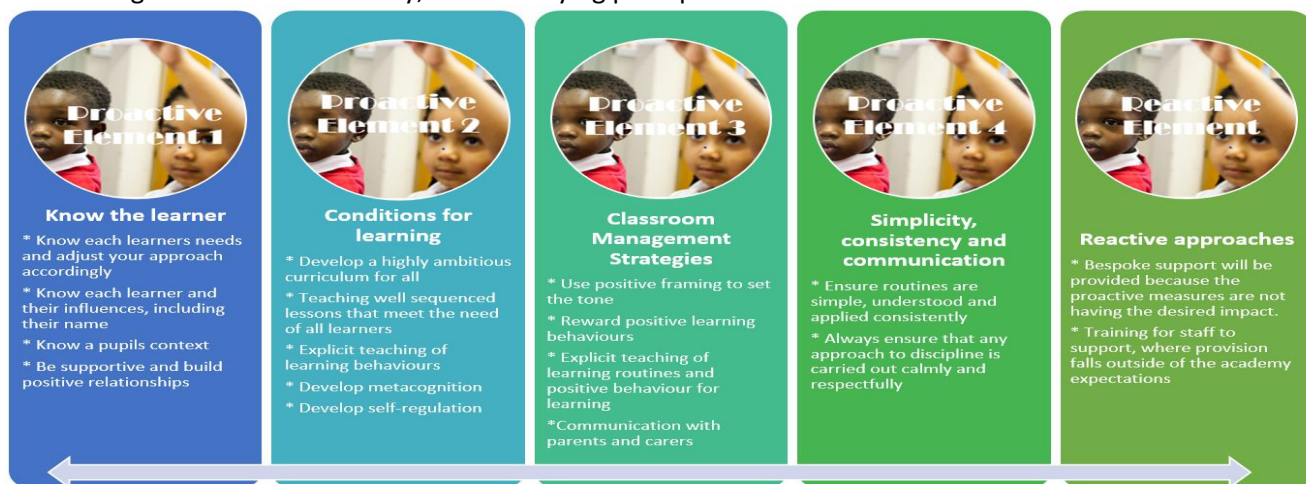 Proactive
Element 1
Know the learner
* Know each learners needs
and adjust your approach
accordingly
* Know each learner and
their influences, including
their name
* Know a pupils context
* Be supportive and build
positive relationships
Proactive
Element 2
Conditions for
learning
* Develop a highly ambitious
curriculum for all
* Teaching well sequenced
lessons that meet the need
of all learners
* Explicit teaching of
learning behaviours
* Develop metacognition
* Develop self-regulation
Proactive
Element 3
Classroom
Management
Strategies
* Use positive framing to set
the tone
* Reward positive learning
behaviours
* Explicit teaching of
learning routines and
positive behaviour for
learning
*Communication with
parents and carers
Proactive
Element 4
Simplicity,
consistency and
communication
* Ensure routines are
simple, understood and
applied consistently
* Always ensure that any
approach to discipline is
carried out calmly and
respectfully
Reactive
Element
Reactive approaches
* Bespoke support will be
provided because the
proactive measures are not
having the desired impact.
* Training for staff to
support, where provision
falls outside of the academy
expectations